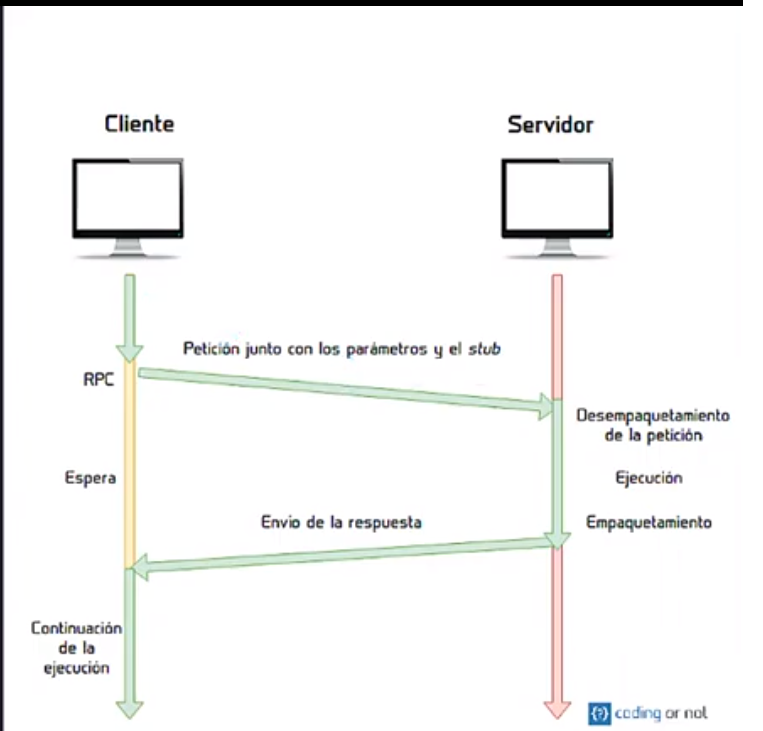 Cliente
Servidor
Petición junto con los parámetros y el stub
RPC
Desempaquetamiento
de la petición
Espera
Ejecución
Envio de la respuesta
Empaquetamiento
Continuación
de la
ejecución
{?} coding or not